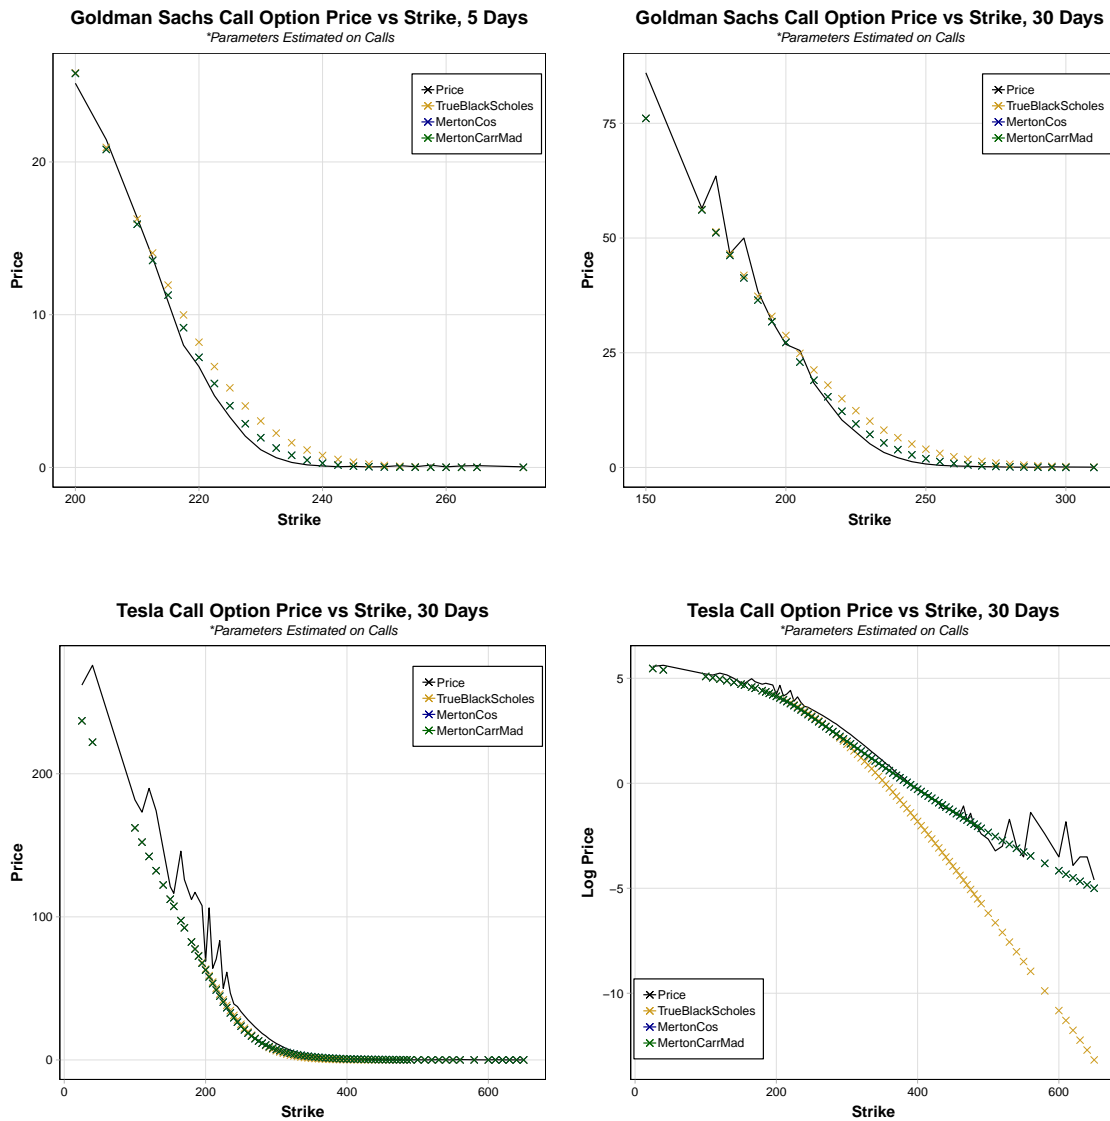 Goldman Sachs Call Option Price vs Strike, 5 Days
*Parameters Estimated on Calls
Price
TrueBlackScholes
MertonCos
MertonCarrMad
20
10
0
Price
200
220
240
260
Strike
Goldman Sachs Call Option Price vs Strike, 30 Days
*Parameters Estimated on Calls
Price
TrueBlackScholes
MertonCos
MertonCarrMad
75
50
25
0
Price
150
200
250
300
Strike
Tesla Call Option Price vs Strike, 30 Days
*Parameters Estimated on Calls
Price
TrueBlackScholes
MertonCos
MertonCarrMad
200
100
0
Price
0
200
400
600
Strike
Tesla Call Option Price vs Strike, 30 Days
*Parameters Estimated on Calls
5
0
−5
−10
Log Price
Price
TrueBlackScholes
MertonCos
MertonCarrMad
0
200
400
600
Strike